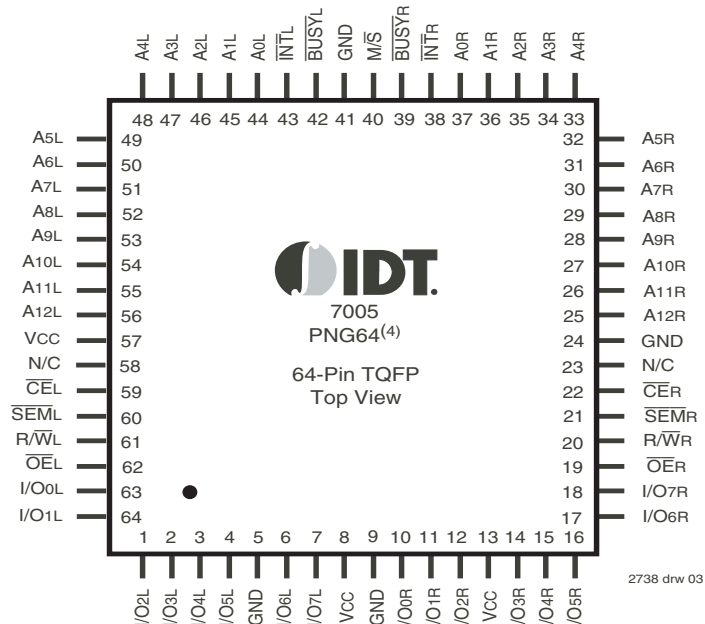 A4L A3L A2L A1L A0L INTL BUSYL GND M/S BUSYR INTR A0R A1R A2R A3R A4R
48 47 46 45 44 43 42 41 40 39 38 37 36 35 34 33
A5L 49 32 A5R
A6L 50 31 A6R
A7L 51 30 A7R
A8L 52 29 A8R
A9L 53 28 A9R
A10L 54 27 A10R
A11L 55 26 A11R
A12L 56 25 A12R
VCC 57 24 GND
N/C 58 23 N/C
CEL 59 22 CER
SEML 60 21 SEMR
R/WL 61 20 R/WR
OEL 62 19 OER
I/O0L 63 18 I/O7R
I/O1L 64 17 I/O6R
IDT.
7005
PNG64(4)
64-Pin TQFP
Top View
1 2 3 4 5 6 7 8 9 10 11 12 13 14 15 16
I/O2L I/O3L I/O4L I/O5L GND I/O6L I/O7L VCC GND I/O0R I/O1R I/O2R VCC I/O3R I/O4R I/O5R
2738 drw 03